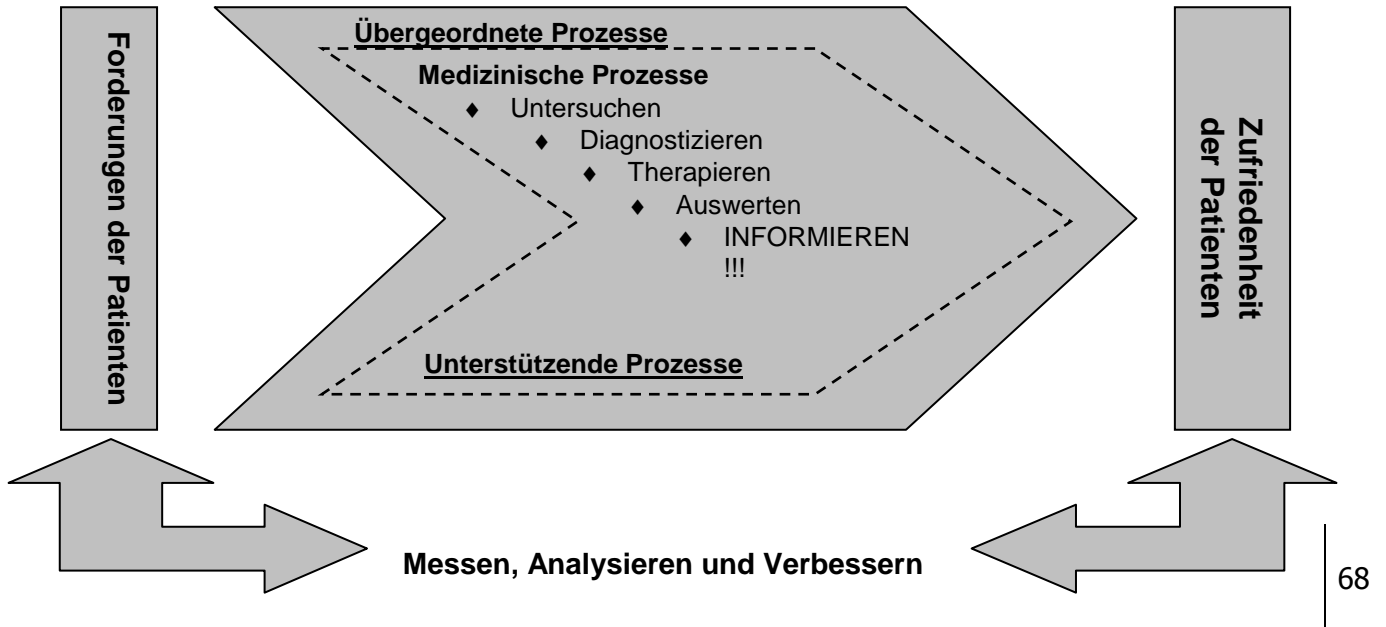 Forderungen der Patienten
Übergeordnete Prozesse
Medizinische Prozesse
♦ Untersuchen
♦ Diagnostizieren
♦ Therapieren
♦ Auswerten
♦ INFORMIEREN
!!!
Unterstützende Prozesse
Zufriedenheit
der Patienten
Messen, Analysieren und Verbessern
68